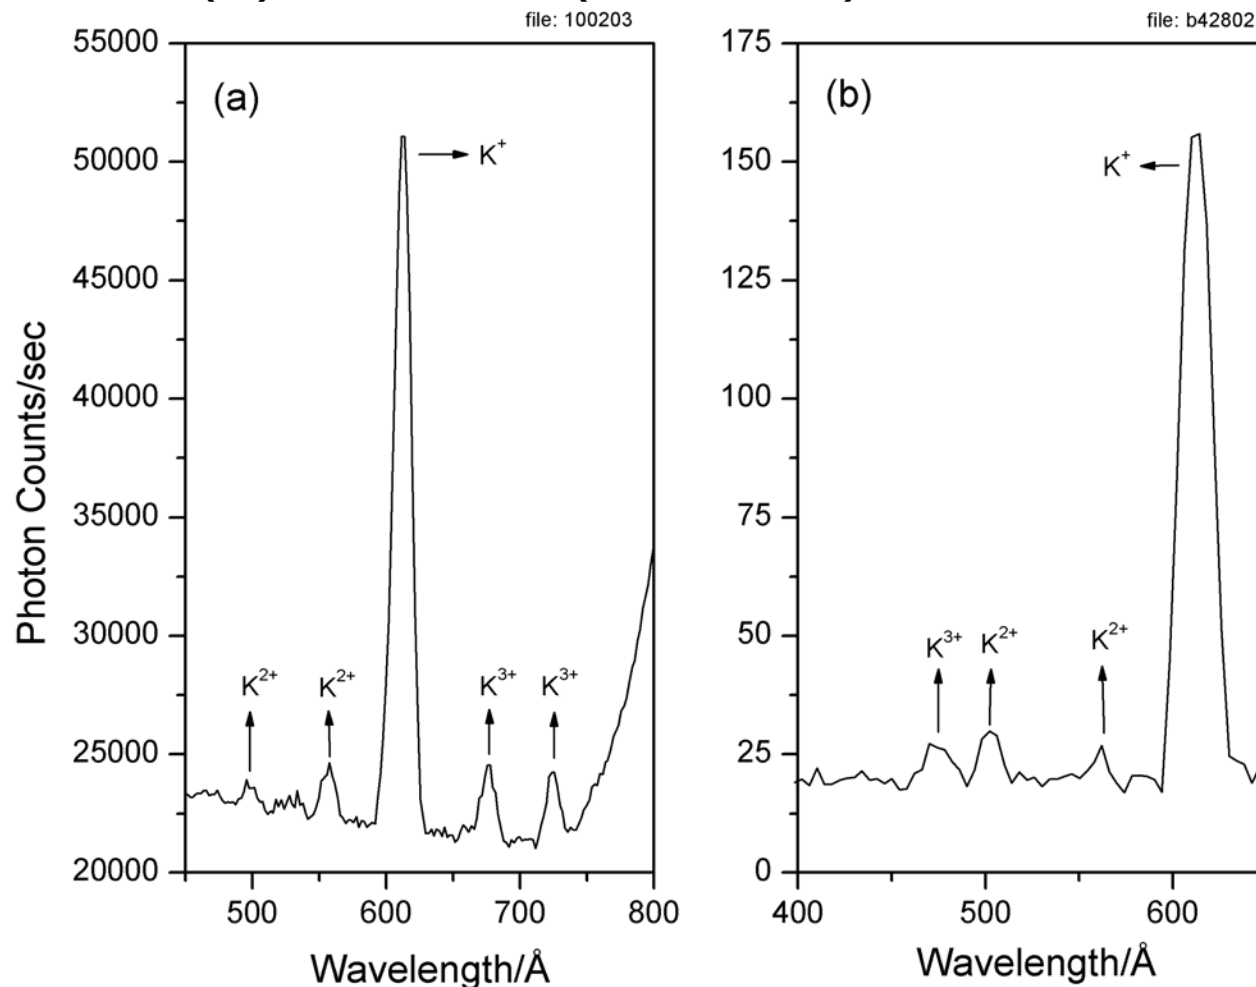 file: 100203
file: b42802
55000
50000
45000
40000
35000
30000
25000
20000
Photon Counts/sec
(a)
K⁺
K²⁺
K²⁺
K³⁺
K³⁺
500
600
700
800
Wavelength/Å
175
150
125
100
75
50
25
0
(b)
K⁺
K³⁺
K²⁺
K²⁺
400
500
600
Wavelength/Å